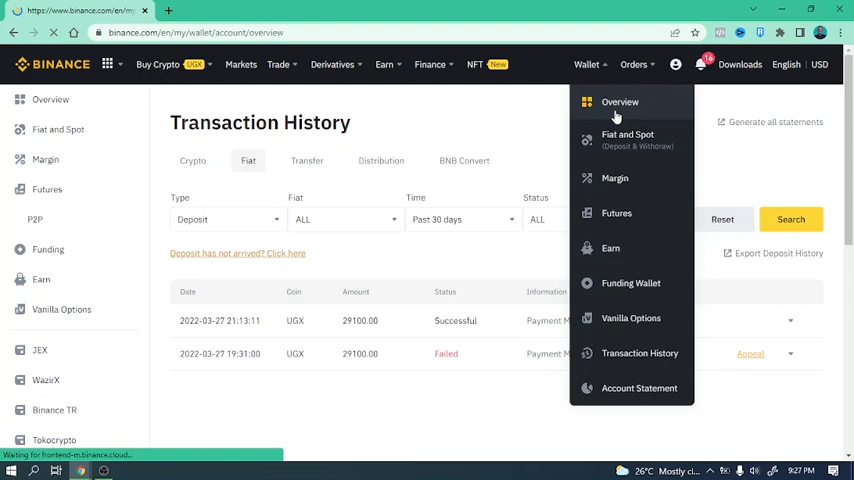 https://www.binance.com/en/my/w
binance.com/en/my/wallet/account/overview
BINANCE
Buy Crypto UGX Markets Trade Derivatives Earn Finance NFT New Wallet Orders 16 Downloads English USD
Overview
Fiat and Spot
Margin
Futures
P2P
Funding
Earn
Vanilla Options
JEX
WazirX
Binance TR
Tokocrypto
Transaction History
Generate all statements
Crypto Fiat Transfer Distribution BNB Convert
Type Fiat Time Status
Deposit ALL Past 30 days ALL Reset Search
Deposit has not arrived? Click here Export Deposit History
Date Coin Amount Status Information
2022-03-27 21:13:11 UGX 29100.00 Successful Payment M
2022-03-27 19:31:00 UGX 29100.00 Failed Payment M Appeal
Overview
Fiat and Spot
(Deposit & Withdraw)
Margin
Futures
Earn
Funding Wallet
Vanilla Options
Transaction History
Account Statement
Waiting for frontend-m.binance.cloud...
26°C Mostly cl... 9:27 PM